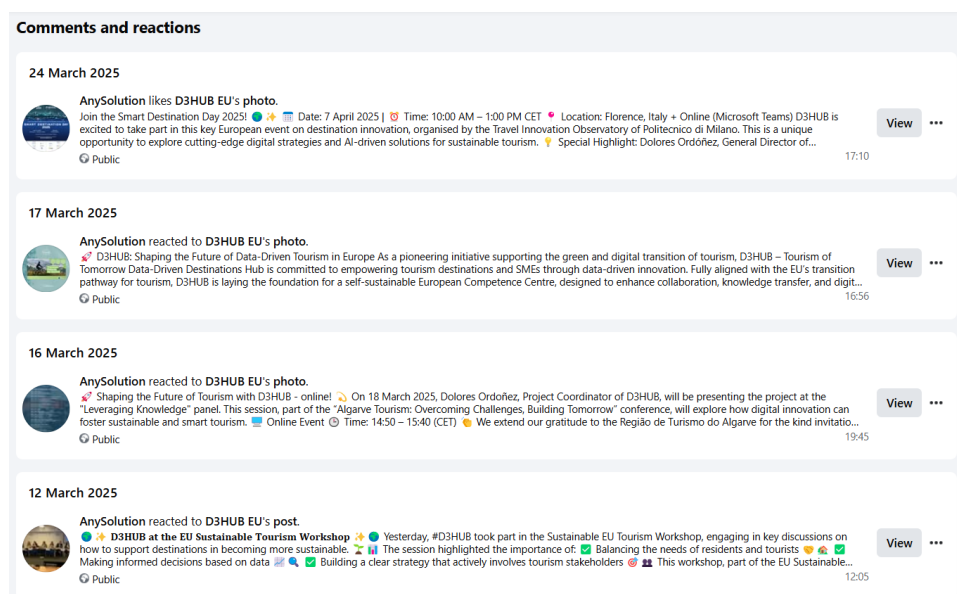 Comments and reactions
24 March 2025
AnySolution likes D3HUB EU's photo.
Join the Smart Destination Day 2025! 🌍 ✨ 🗓️ Date: 7 April 2025 | ⏰ Time: 10:00 AM – 1:00 PM CET 📍 Location: Florence, Italy + Online (Microsoft Teams) D3HUB is
excited to take part in this key European event on destination innovation, organised by the Travel Innovation Observatory of Politecnico di Milano. This is a unique
opportunity to explore cutting-edge digital strategies and AI-driven solutions for sustainable tourism. 💡 Special Highlight: Dolores Ordóñez, General Director of...
Public
17:10
View
17 March 2025
AnySolution reacted to D3HUB EU's photo.
🚀 D3HUB: Shaping the Future of Data-Driven Tourism in Europe As a pioneering initiative supporting the green and digital transition of tourism, D3HUB – Tourism of
Tomorrow Data-Driven Destinations Hub is committed to empowering tourism destinations and SMEs through data-driven innovation. Fully aligned with the EU's transition
pathway for tourism, D3HUB is laying the foundation for a self-sustainable European Competence Centre, designed to enhance collaboration, knowledge transfer, and digit...
Public
16:56
View
16 March 2025
AnySolution reacted to D3HUB EU's photo.
🚀 Shaping the Future of Tourism with D3HUB - online! 💫 On 18 March 2025, Dolores Ordoñez, Project Coordinator of D3HUB, will be presenting the project at the
"Leveraging Knowledge" panel. This session, part of the "Algarve Tourism: Overcoming Challenges, Building Tomorrow" conference, will explore how digital innovation can
foster sustainable and smart tourism. 💻 Online Event 🕒 Time: 14:50 – 15:40 (CET) 👏 We extend our gratitude to the Região de Turismo do Algarve for the kind invitatio...
Public
19:45
View
12 March 2025
AnySolution reacted to D3HUB EU's post.
🌍 ✨ D3HUB at the EU Sustainable Tourism Workshop ✨ 🌍 Yesterday, #D3HUB took part in the Sustainable EU Tourism Workshop, engaging in key discussions on
how to support destinations in becoming more sustainable. 🌱 📊 The session highlighted the importance of: ✅ Balancing the needs of residents and tourists 🤝 🏡 ✅
Making informed decisions based on data 📈 🔍 ✅ Building a clear strategy that actively involves tourism stakeholders 🎯 👥 This workshop, part of the EU Sustainable...
Public
12:05
View